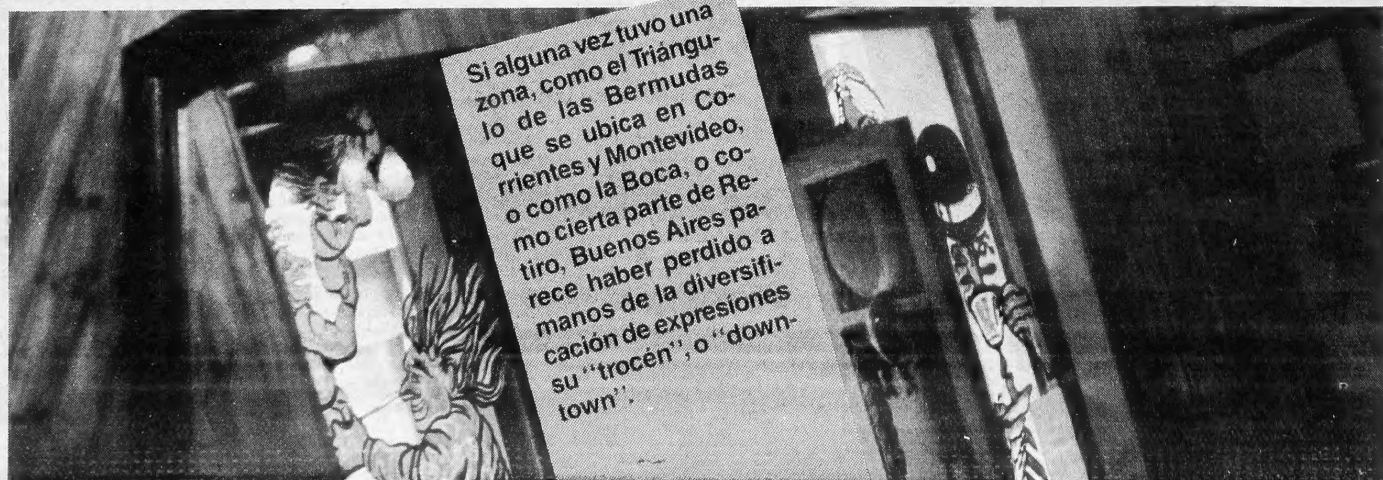 Si alguna vez tuvo una
zona, como el Triángu-
lo de las Bermudas
que se ubica en Co-
rrientes y Montevideo,
o como la Boca, o co-
mo cierta parte de Re-
tiro, Buenos Aires pa-
rece haber perdido a
manos de la diversifi-
cación de expresiones
su "trocén", o "down-
town".